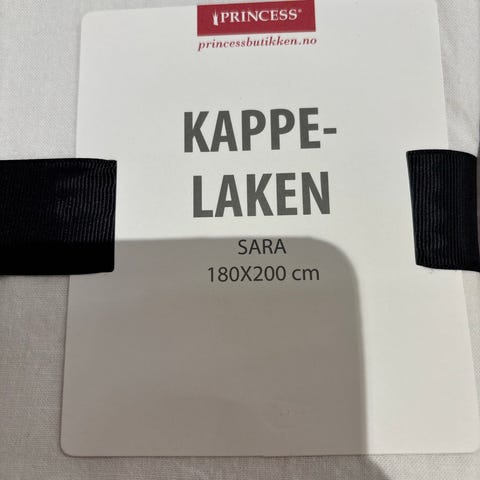 PRINCESS®
princessbutikken.no
KAPPE-
LAKEN
SARA
180X200 cm